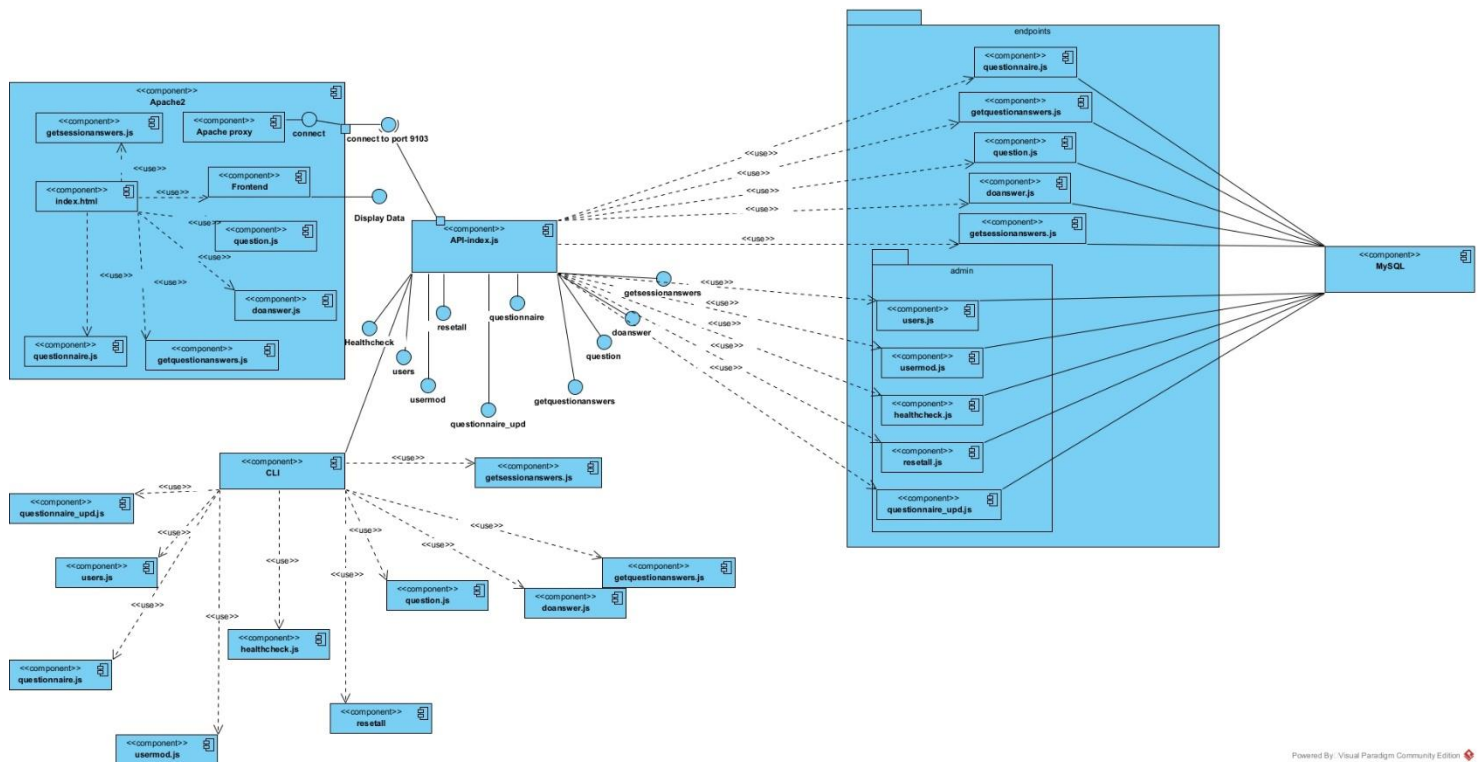 endpoints
<<component>>
questionnaire.js
<<component>>
getquestionanswers.js
<<component>>
question.js
<<component>>
doanswer.js
<<component>>
getsessionanswers.js
admin
<<component>>
users.js
<<component>>
usermod.js
<<component>>
healthcheck.js
<<component>>
resetall.js
<<component>>
questionnaire_upd.js
<<component>>
MySQL
<<component>>
Apache2
<<component>>
getsessionanswers.js
<<component>>
Apache proxy
connect
connect to port 9103
<<use>>
<<component>>
index.html
<<use>>
<<component>>
Frontend
Display Data
<<use>>
<<component>>
question.js
<<use>>
<<use>>
<<use>>
<<component>>
doanswer.js
<<component>>
questionnaire.js
<<component>>
getquestionanswers.js
<<component>>
API-index.js
<<use>>
<<use>>
<<use>>
<<use>>
<<use>>
<<use>>
<<use>>
<<use>>
<<use>>
<<use>>
Healthcheck
users
usermod
resetall
questionnaire_upd
questionnaire
getquestionanswers
question
doanswer
getsessionanswers
<<component>>
CLI
<<use>>
<<component>>
getsessionanswers.js
<<use>>
<<component>>
questionnaire_upd.js
<<use>>
<<component>>
users.js
<<use>>
<<component>>
questionnaire.js
<<use>>
<<component>>
usermod.js
<<use>>
<<component>>
healthcheck.js
<<use>>
<<component>>
resetall
<<use>>
<<component>>
question.js
<<use>>
<<component>>
doanswer.js
<<use>>
<<component>>
getquestionanswers.js
Powered By Visual Paradigm Community Edition